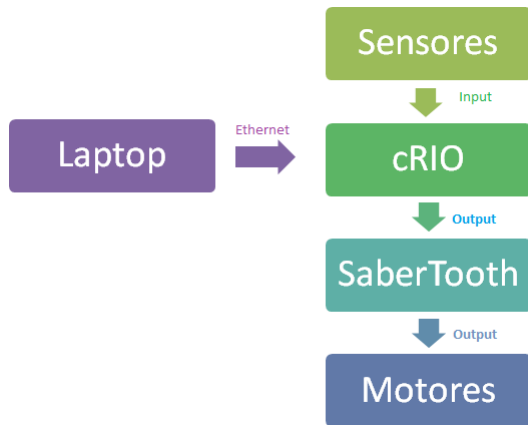 Sensores
Input
Ethernet
Laptop
cRIO
Output
SaberTooth
Output
Motores